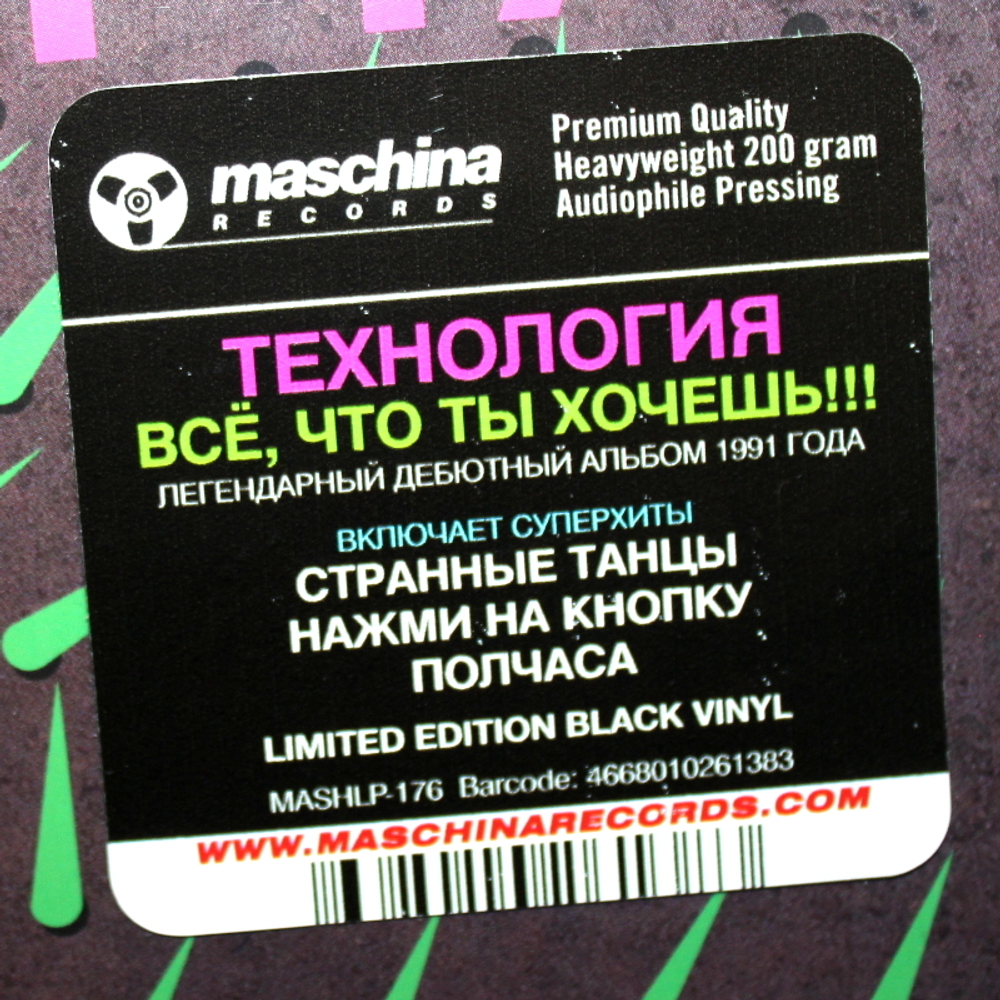 maschina
RECORDS
Premium Quality
Heavyweight 200 gram
Audiophile Pressing
ТЕХНОЛОГИЯ
ВСЁ, ЧТО ТЫ ХОЧЕШЬ!!!
ЛЕГЕНДАРНЫЙ ДЕБЮТНЫЙ АЛЬБОМ 1991 ГОДА
ВКЛЮЧАЕТ СУПЕРХИТЫ
СТРАННЫЕ ТАНЦЫ
НАЖМИ НА КНОПКУ
ПОЛЧАСА
LIMITED EDITION BLACK VINYL
MASHLP-176 Barcode: 4668010261383
WWW.MASCHINARECORDS.COM